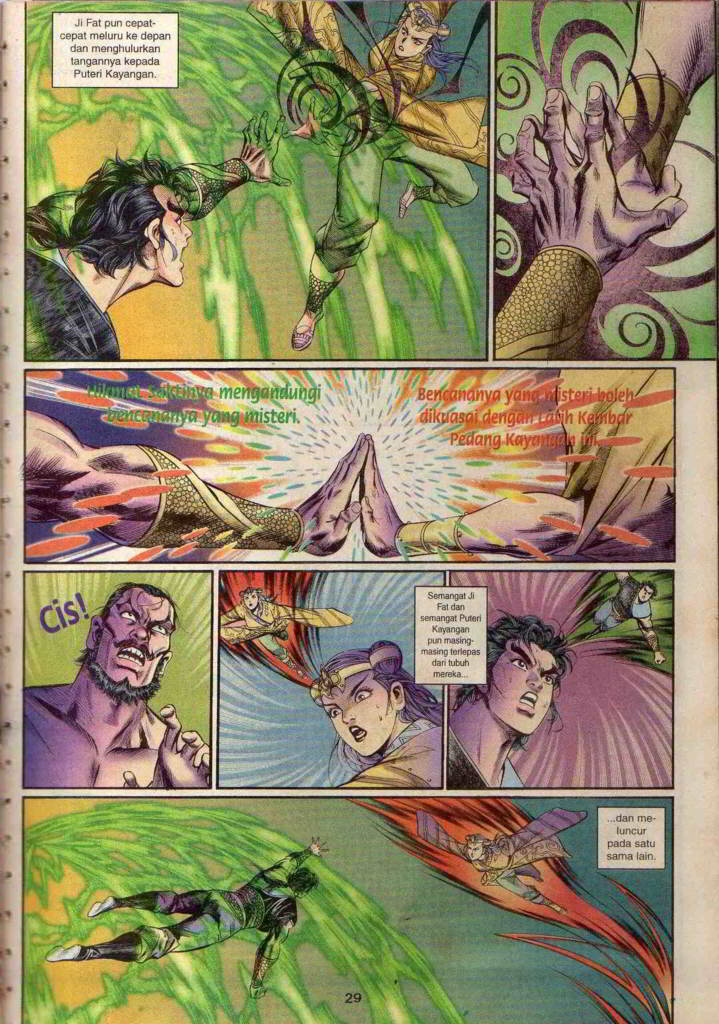 Ji Fat pun cepat-
cepat meluru ke depan
dan menghulurkan
tangannya kepada
Puteri Kayangan.
Hikmat Saktinya mengandungi
bencananya yang misteri.
Bencananya yang misteri boleh
dikuasai dengan Latih Kembar
Pedang Kayangan ini.
Cis!
Semangat Ji
Fat dan
semangat Puteri
Kayangan
pun masing-
masing terlepas
dari tubuh
mereka...
...dan me-
luncur
pada satu
sama lain.
29